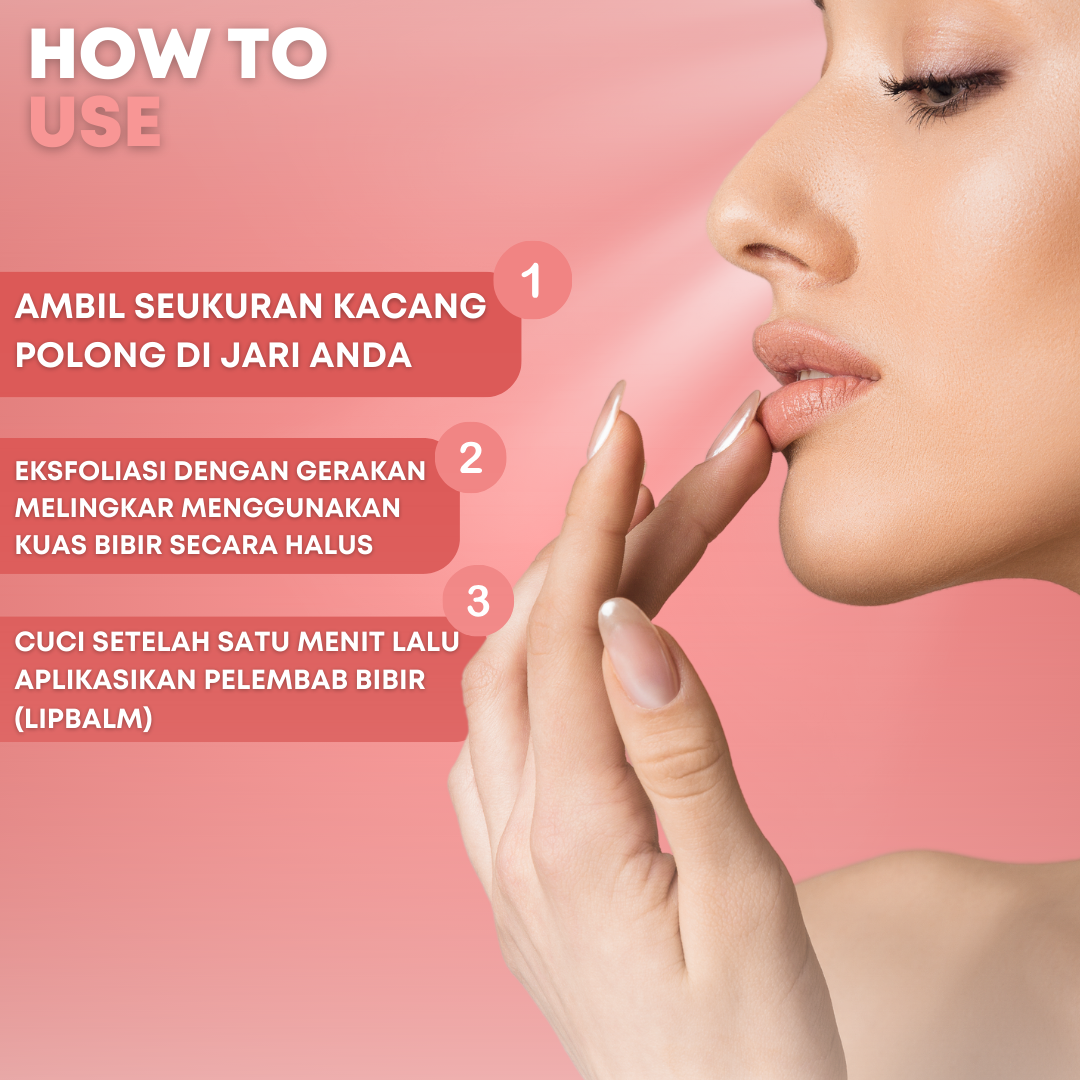 HOW TO
USE
1
AMBIL SEUKURAN KACANG
POLONG DI JARI ANDA
2
EKSFOLIASI DENGAN GERAKAN
MELINGKAR MENGGUNAKAN
KUAS BIBIR SECARA HALUS
3
CUCI SETELAH SATU MENIT LALU
APLIKASIKAN PELEMBAB BIBIR
(LIPBALM)